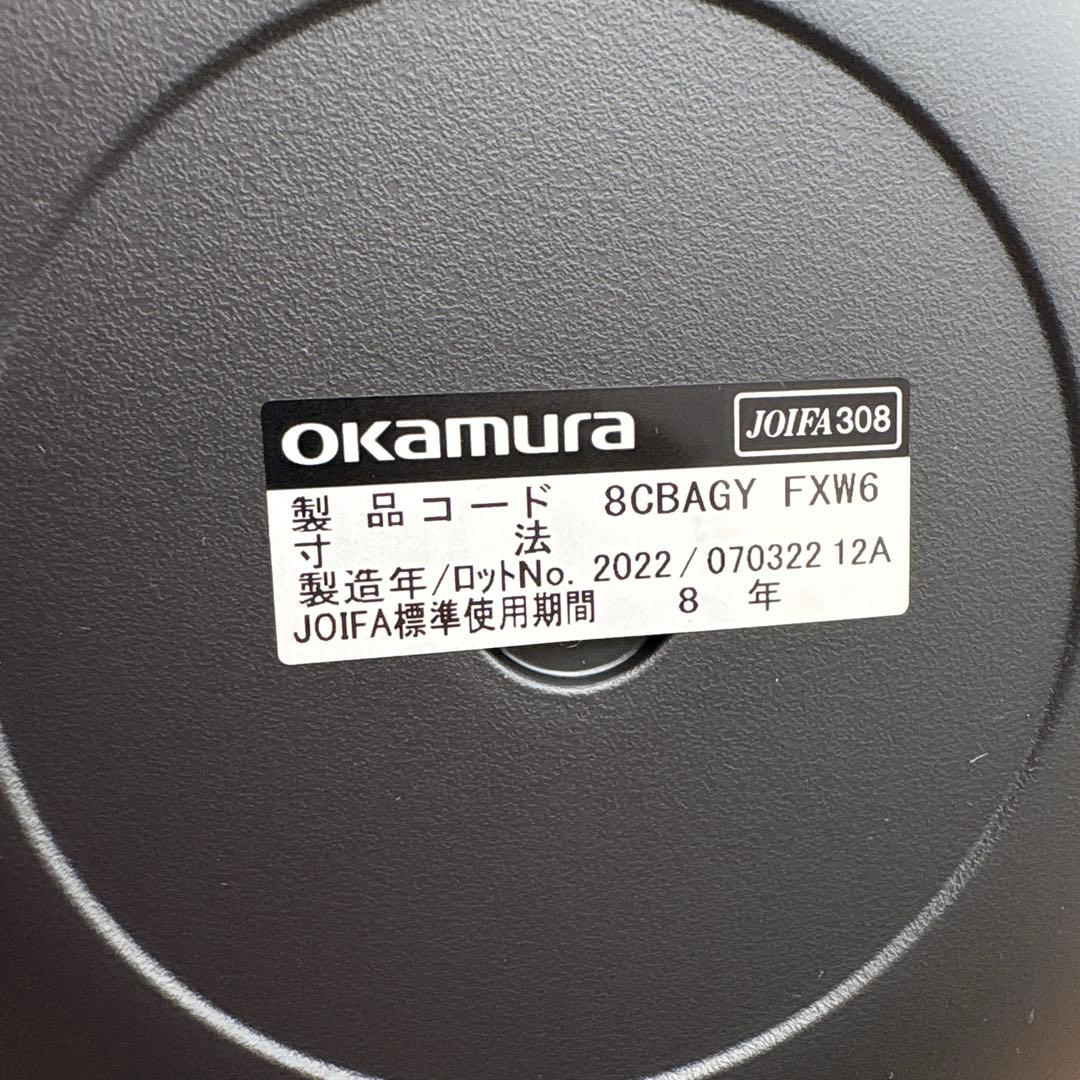 okamura JOIFA308
製品コード 8CBAGY FXW6
寸法
製造年/ロットNo. 2022/070322 12A
JOIFA標準使用期間 8年